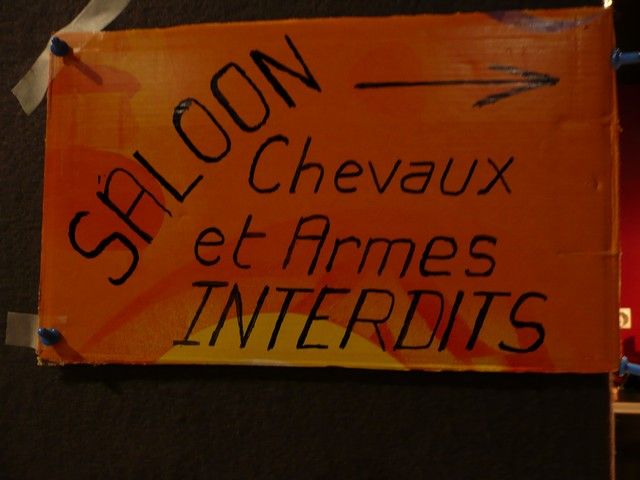 SALOON
Chevaux
et Armes
INTERDITS